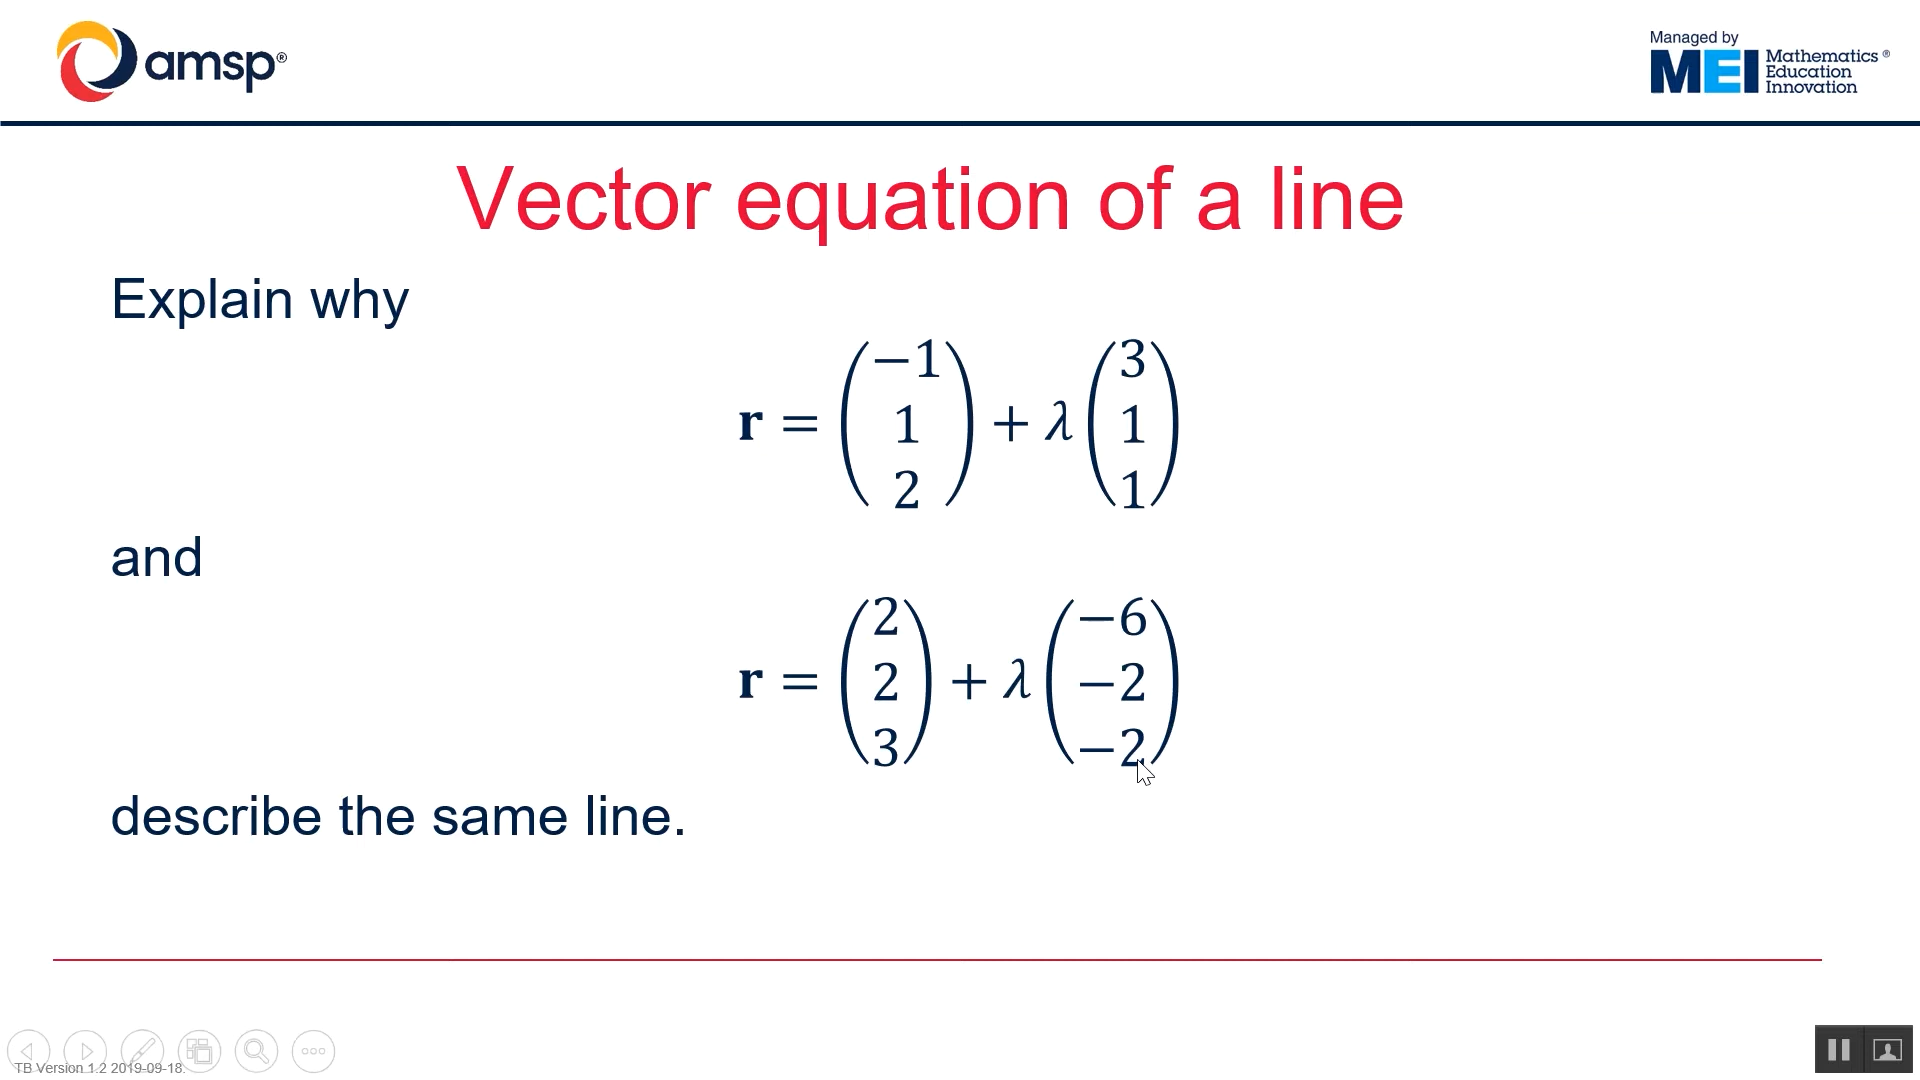 amsp®
Managed by
MEI Mathematics ®
Education
Innovation
Vector equation of a line
Explain why
r = (−1 1 2) + λ (3 1 1)
and
r = (2 2 3) + λ (−6 −2 −2)
describe the same line.
TB Version 1.2 2019-09-18.